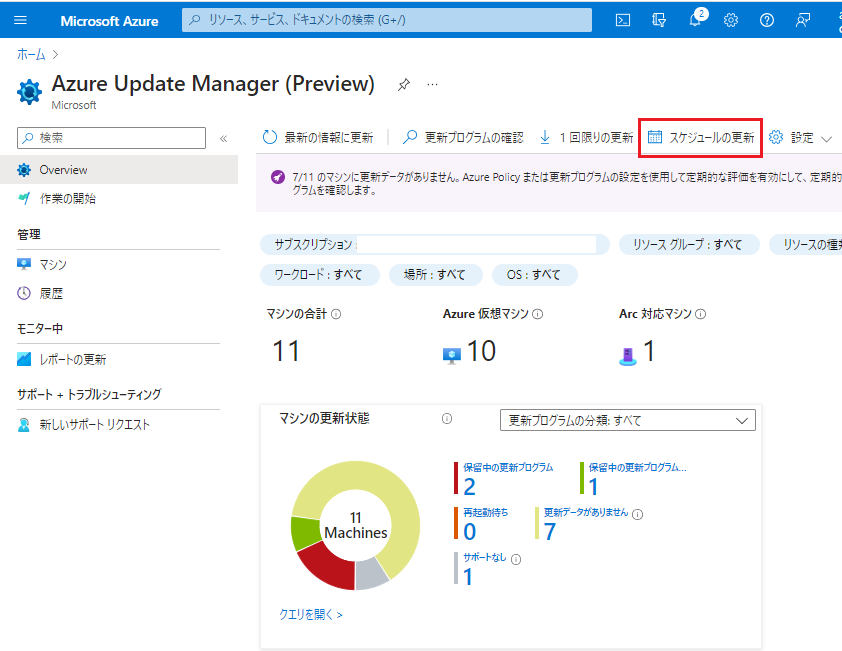 Microsoft Azure
リソース、サービス、ドキュメントの検索 (G+/)
2
ホーム
Azure Update Manager (Preview)
Microsoft
検索
最新の情報に更新
更新プログラムの確認
1 回限りの更新
スケジュールの更新
設定
Overview
作業の開始
管理
マシン
履歴
モニター中
レポートの更新
サポート + トラブルシューティング
新しいサポート リクエスト
7/11 のマシンに更新データがありません。Azure Policy または更新プログラムの設定を使用して定期的な評価を有効にして、定期的
グラムを確認します。
サブスクリプション :
リソース グループ : すべて
リソースの種
ワークロード : すべて
場所 : すべて
OS : すべて
マシンの合計
11
Azure 仮想マシン
10
Arc 対応マシン
1
マシンの更新状態
更新プログラムの分類: すべて
11
Machines
保留中の更新プログラム
2
保留中の更新プログラム...
1
再起動待ち
0
更新データがありません
7
サポートなし
1
クエリを開く >